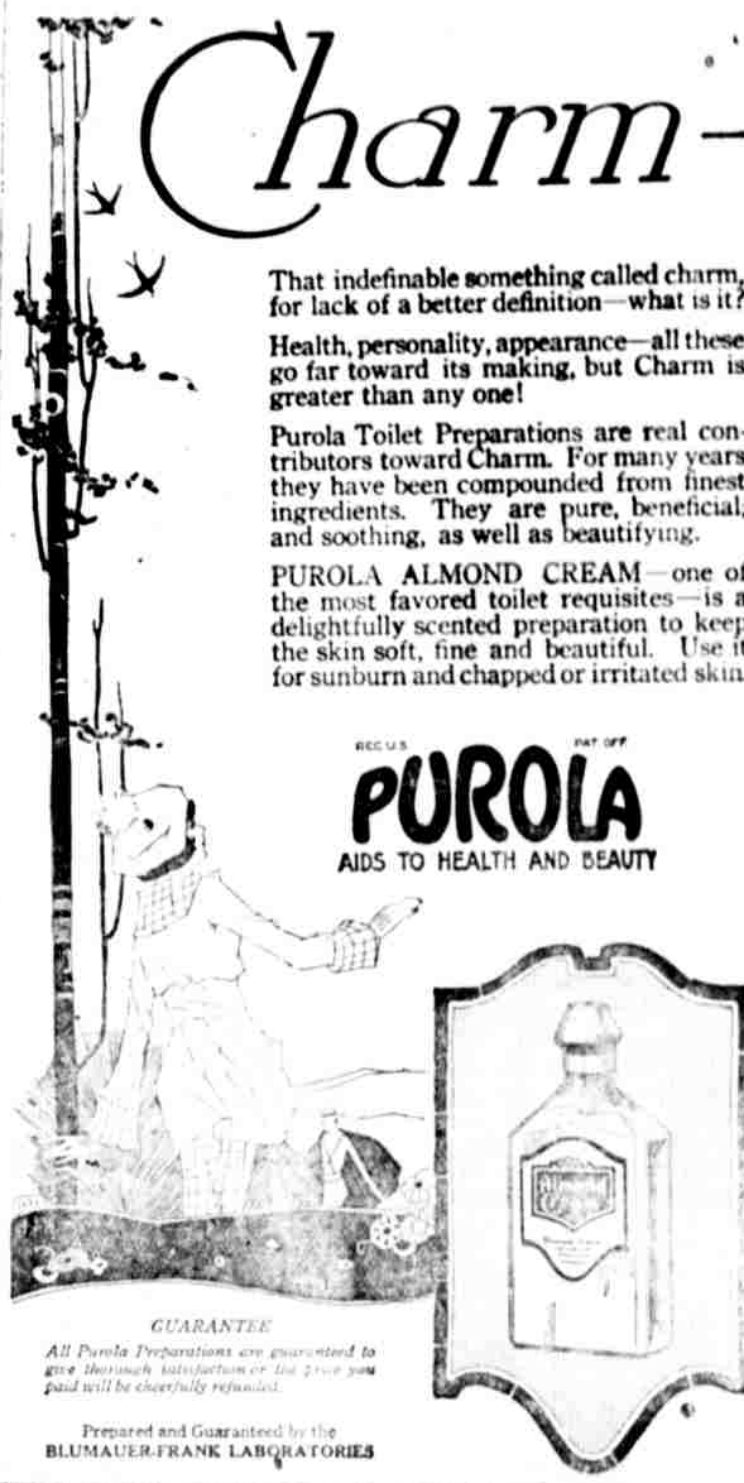 Charm—
That indefinable something called charm,
for lack of a better definition—what is it?
Health, personality, appearance—all these
go far toward its making, but Charm is
greater than any one!
Purola Toilet Preparations are real con-
tributors toward Charm. For many years
they have been compounded from finest
ingredients. They are pure, beneficial,
and soothing, as well as beautifying.
PUROLA ALMOND CREAM—one of
the most favored toilet requisites—is a
delightfully scented preparation to keep
the skin soft, fine and beautiful. Use it
for sunburn and chapped or irritated skin
REG U.S PAT OFF
PUROLA
AIDS TO HEALTH AND BEAUTY
GUARANTEE
All Purola Preparations are guaranteed to
give thorough satisfaction or the price you
paid will be cheerfully refunded.
Prepared and Guaranteed by the
BLUMAUER-FRANK LABORATORIES